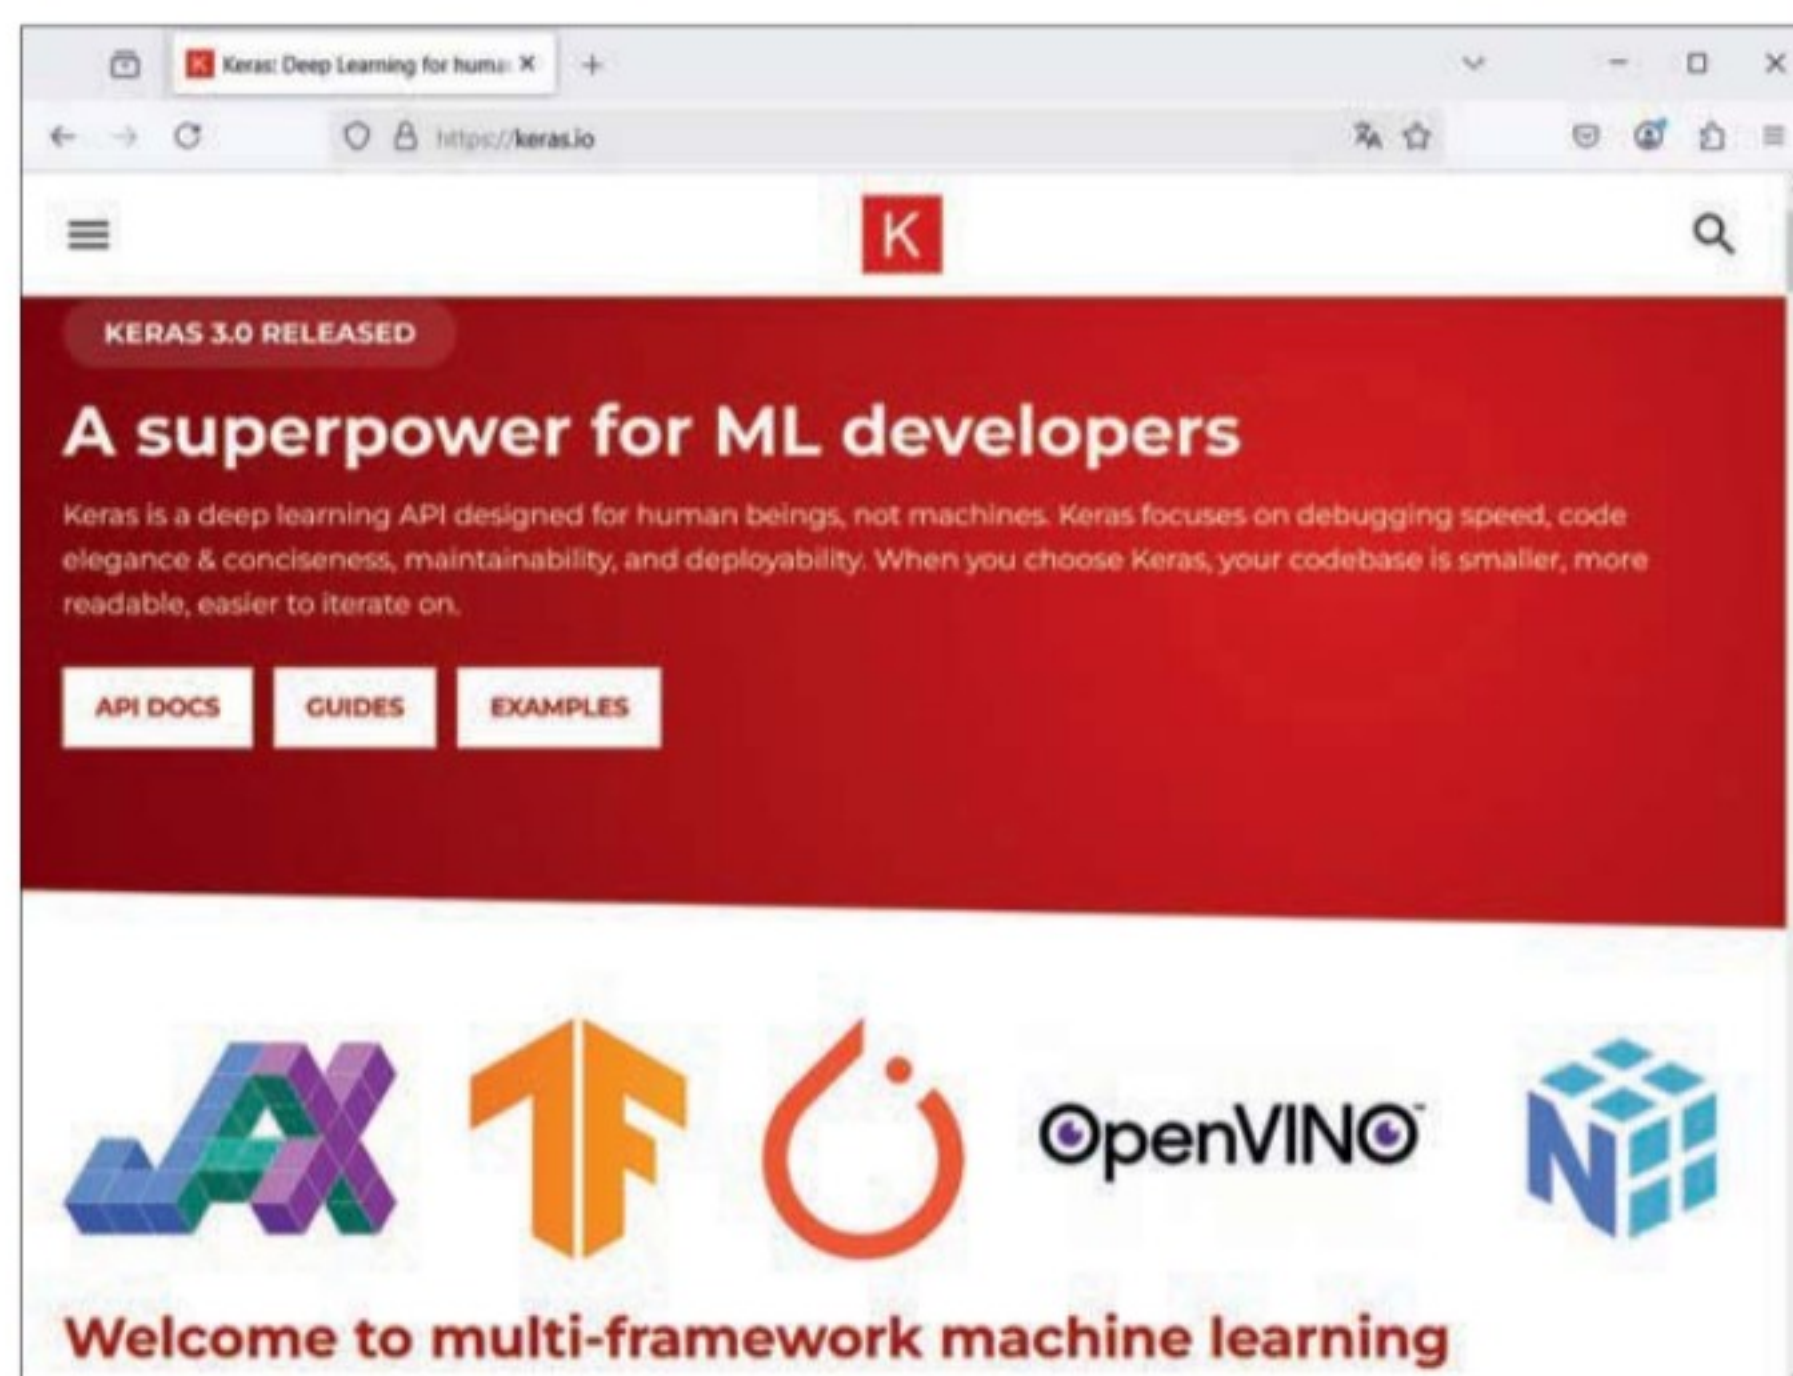 Keras: Deep Learning for huma
https://keras.io
K
KERAS 3.0 RELEASED
A superpower for ML developers
Keras is a deep learning API designed for human beings, not machines. Keras focuses on debugging speed, code
elegance & conciseness, maintainability, and deployability. When you choose Keras, your codebase is smaller, more
readable, easier to iterate on.
API DOCS GUIDES EXAMPLES
JAX TF OpenVINO™ N
Welcome to multi-framework machine learning